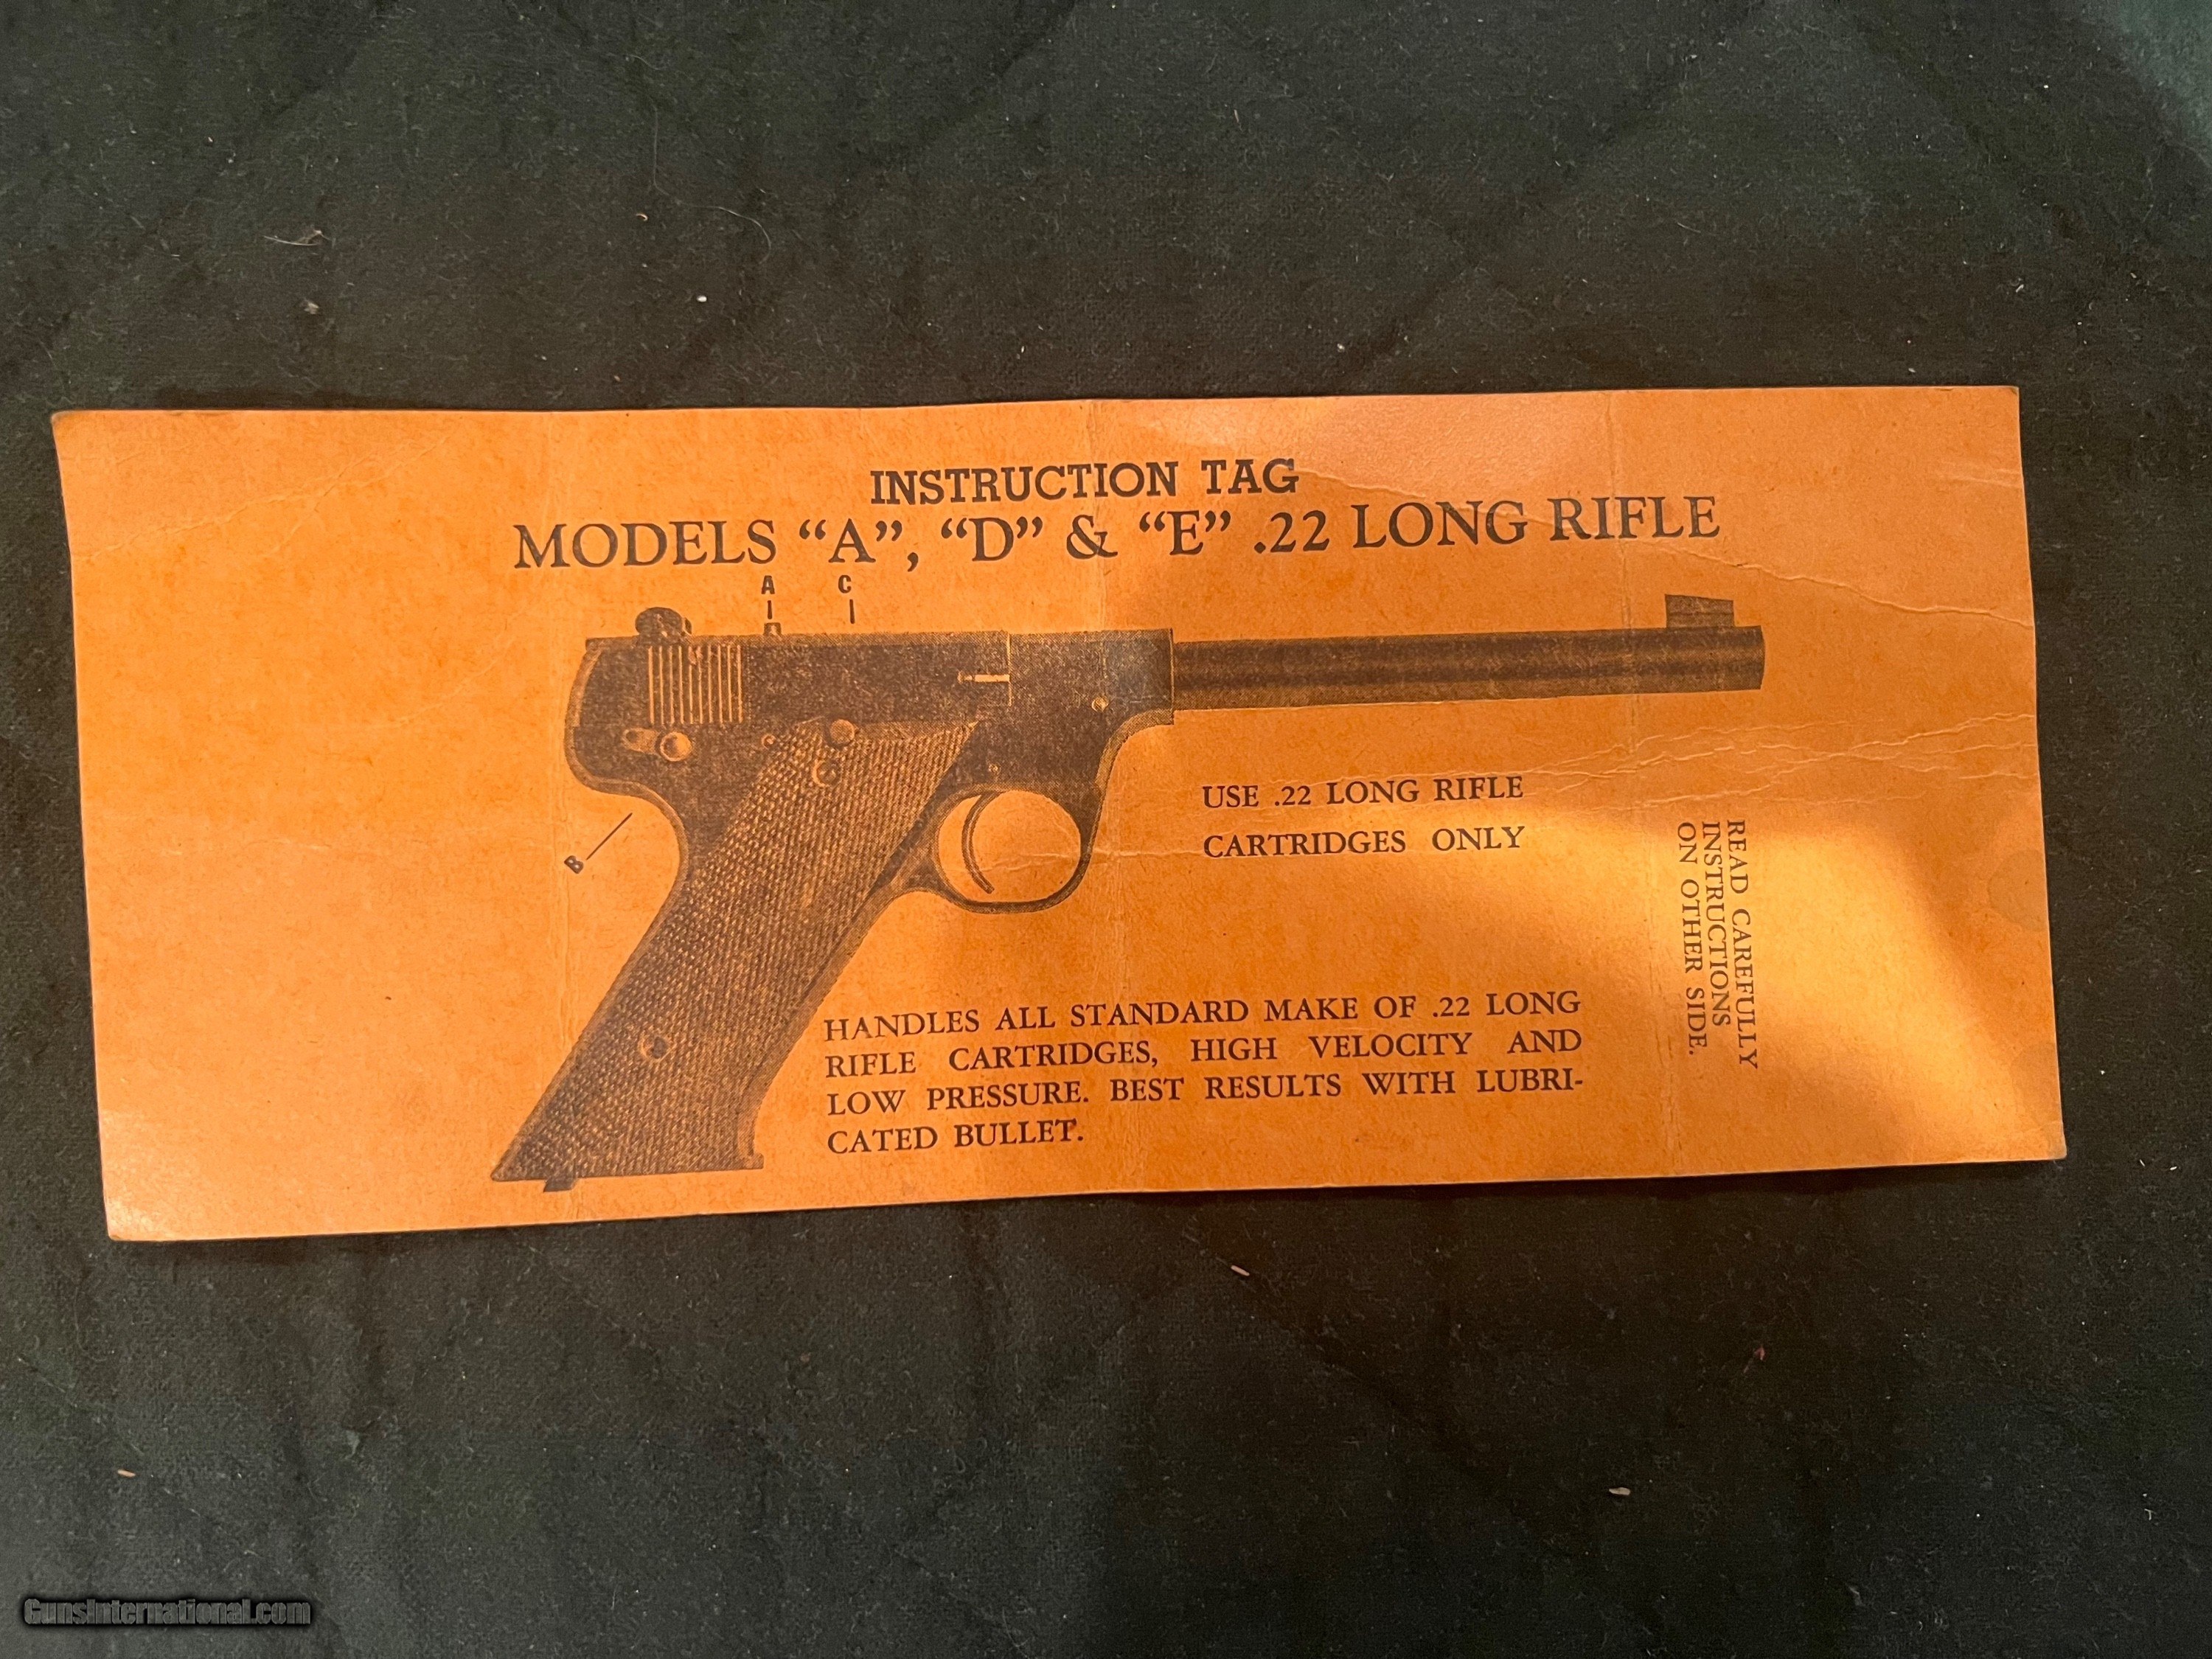 INSTRUCTION TAG
MODELS “A”, “D” & “E” .22 LONG RIFLE
A C
B
USE .22 LONG RIFLE
CARTRIDGES ONLY
READ CAREFULLY
INSTRUCTIONS
ON OTHER SIDE.
HANDLES ALL STANDARD MAKE OF .22 LONG
RIFLE CARTRIDGES, HIGH VELOCITY AND
LOW PRESSURE. BEST RESULTS WITH LUBRI-
CATED BULLET.
GunsInternational.com